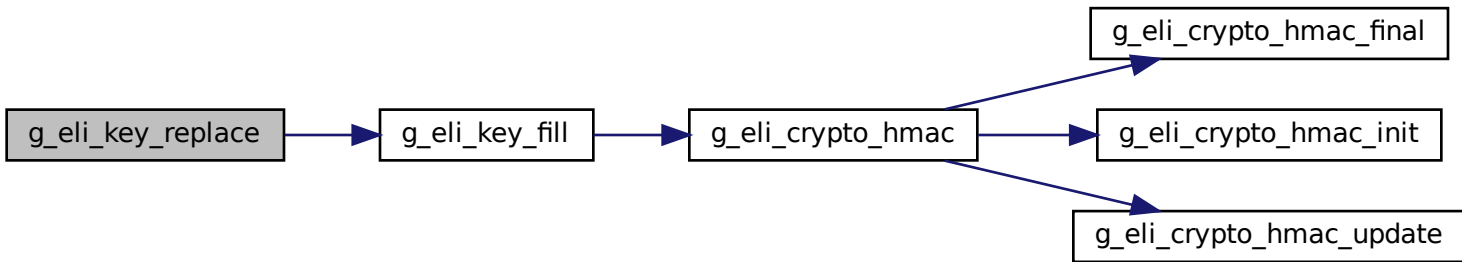 g_eli_crypto_hmac_final
g_eli_key_replace
g_eli_key_fill
g_eli_crypto_hmac
g_eli_crypto_hmac_init
g_eli_crypto_hmac_update